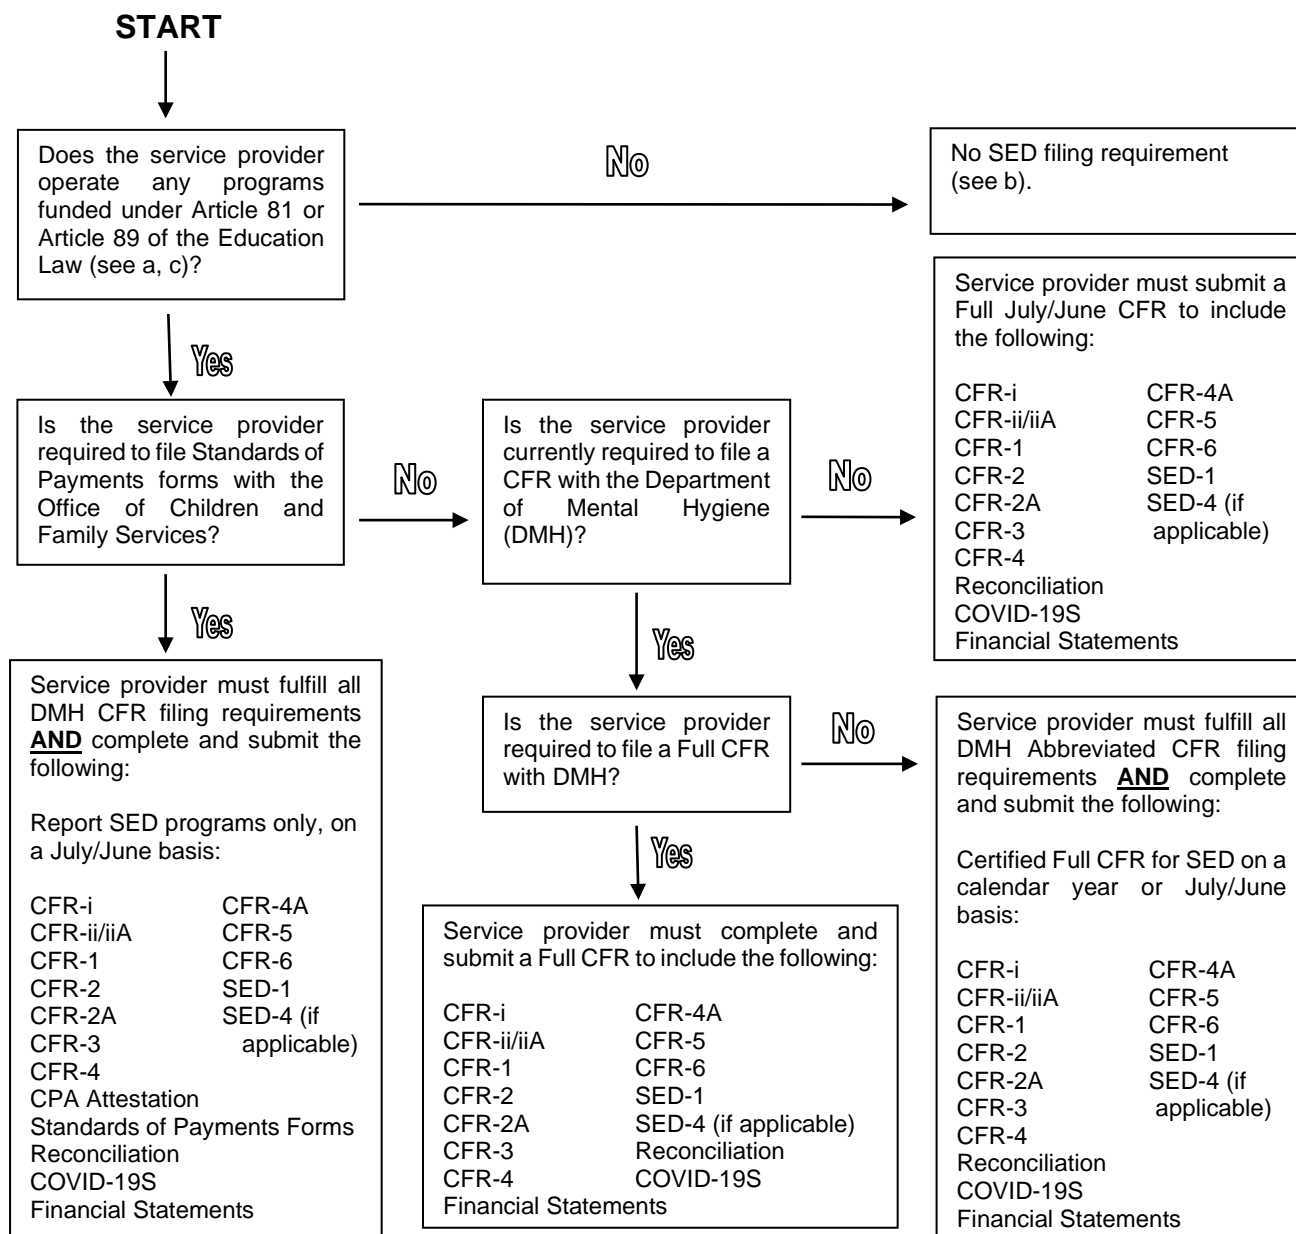 START
Does the service provider
operate any programs
funded under Article 81 or
Article 89 of the Education
Law (see a, c)?
No
No SED filing requirement
(see b).
Yes
Is the service provider
required to file Standards of
Payments forms with the
Office of Children and
Family Services?
No
Is the service provider
currently required to file a
CFR with the Department
of Mental Hygiene
(DMH)?
No
Service provider must submit a
Full July/June CFR to include
the following:
CFR-i CFR-4A
CFR-ii/iiA CFR-5
CFR-1 CFR-6
CFR-2 SED-1
CFR-2A SED-4 (if
CFR-3 applicable)
CFR-4
Reconciliation
COVID-19S
Financial Statements
Yes
Service provider must fulfill all
DMH CFR filing requirements
AND complete and submit the
following:
Report SED programs only, on
a July/June basis:
CFR-i CFR-4A
CFR-ii/iiA CFR-5
CFR-1 CFR-6
CFR-2 SED-1
CFR-2A SED-4 (if
CFR-3 applicable)
CFR-4
CPA Attestation
Standards of Payments Forms
Reconciliation
COVID-19S
Financial Statements
Yes
Is the service provider
required to file a Full CFR
with DMH?
No
Yes
Service provider must complete and
submit a Full CFR to include the following:
CFR-i CFR-4A
CFR-ii/iiA CFR-5
CFR-1 CFR-6
CFR-2 SED-1
CFR-2A SED-4 (if applicable)
CFR-3 Reconciliation
CFR-4 COVID-19S
Financial Statements
Service provider must fulfill all
DMH Abbreviated CFR filing
requirements AND complete
and submit the following:
Certified Full CFR for SED on a
calendar year or July/June
basis:
CFR-i CFR-4A
CFR-ii/iiA CFR-5
CFR-1 CFR-6
CFR-2 SED-1
CFR-2A SED-4 (if
CFR-3 applicable)
CFR-4
Reconciliation
COVID-19S
Financial Statements